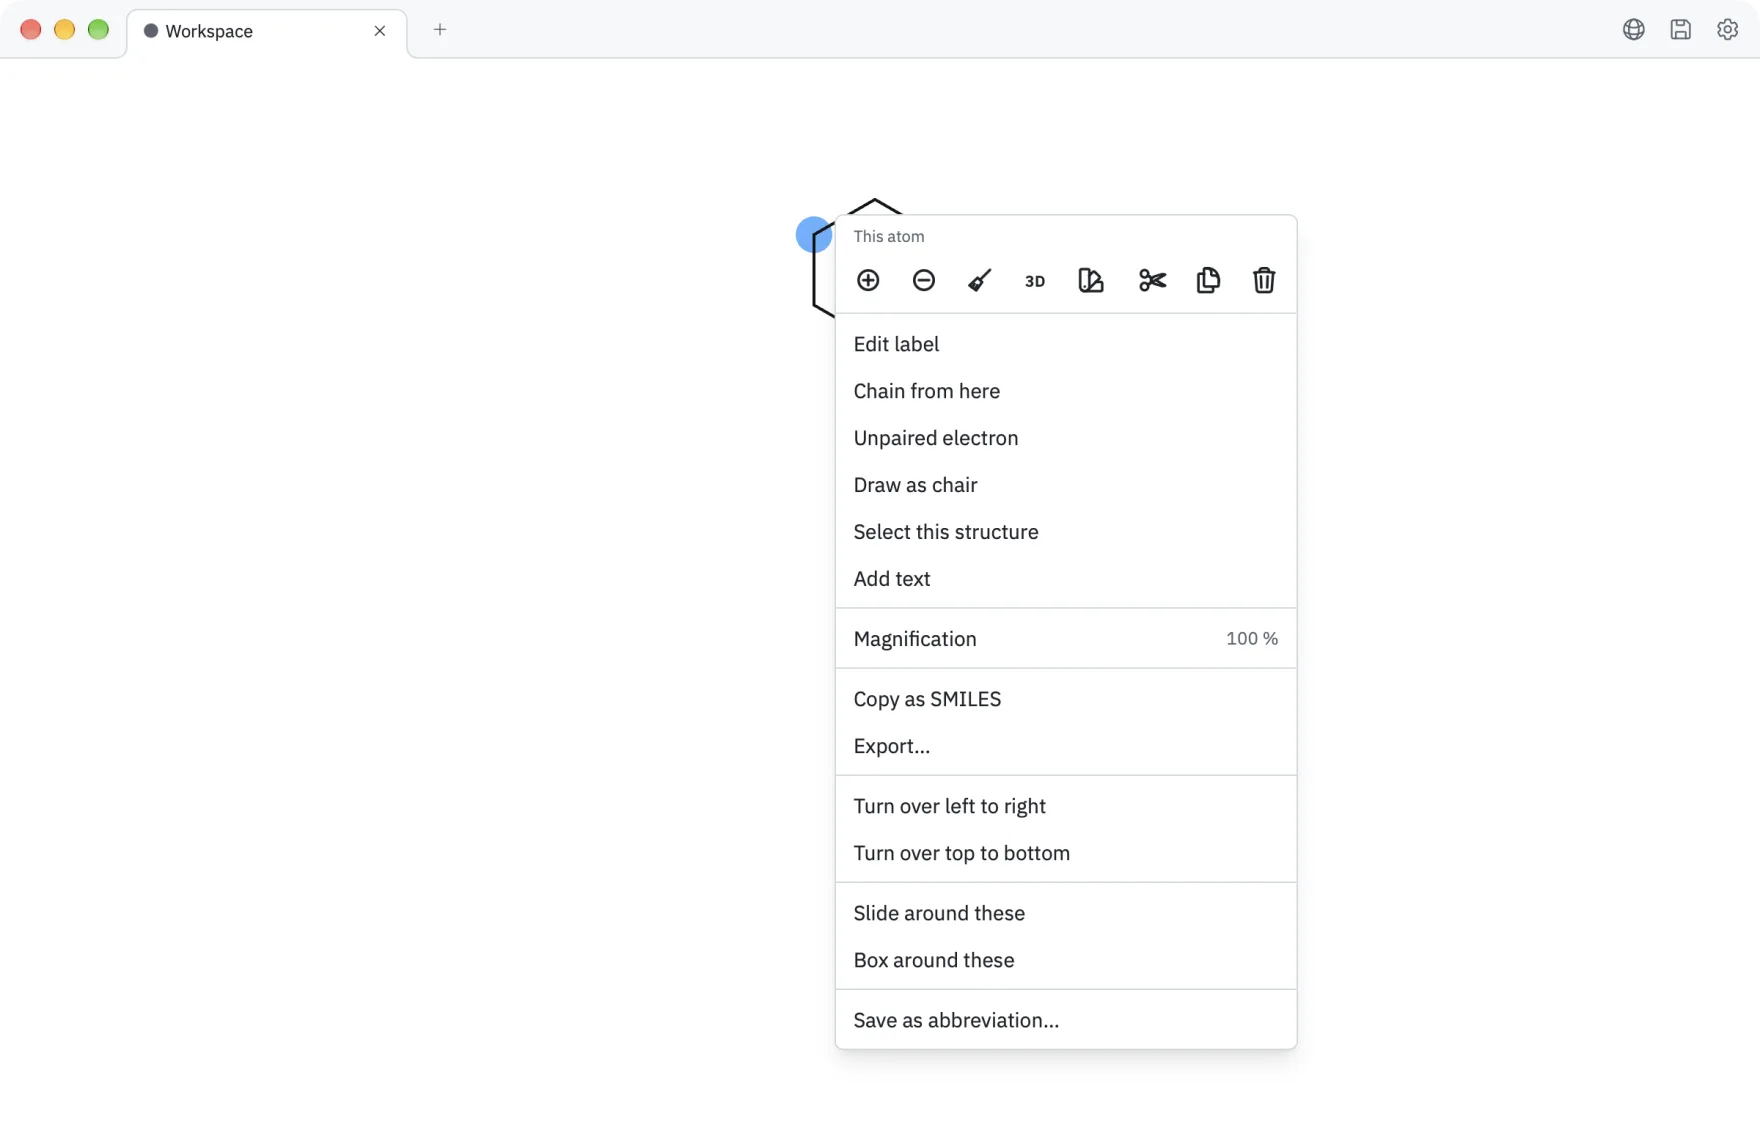 Workspace
This atom
3D
Edit label
Chain from here
Unpaired electron
Draw as chair
Select this structure
Add text
Magnification 100 %
Copy as SMILES
Export...
Turn over left to right
Turn over top to bottom
Slide around these
Box around these
Save as abbreviation...